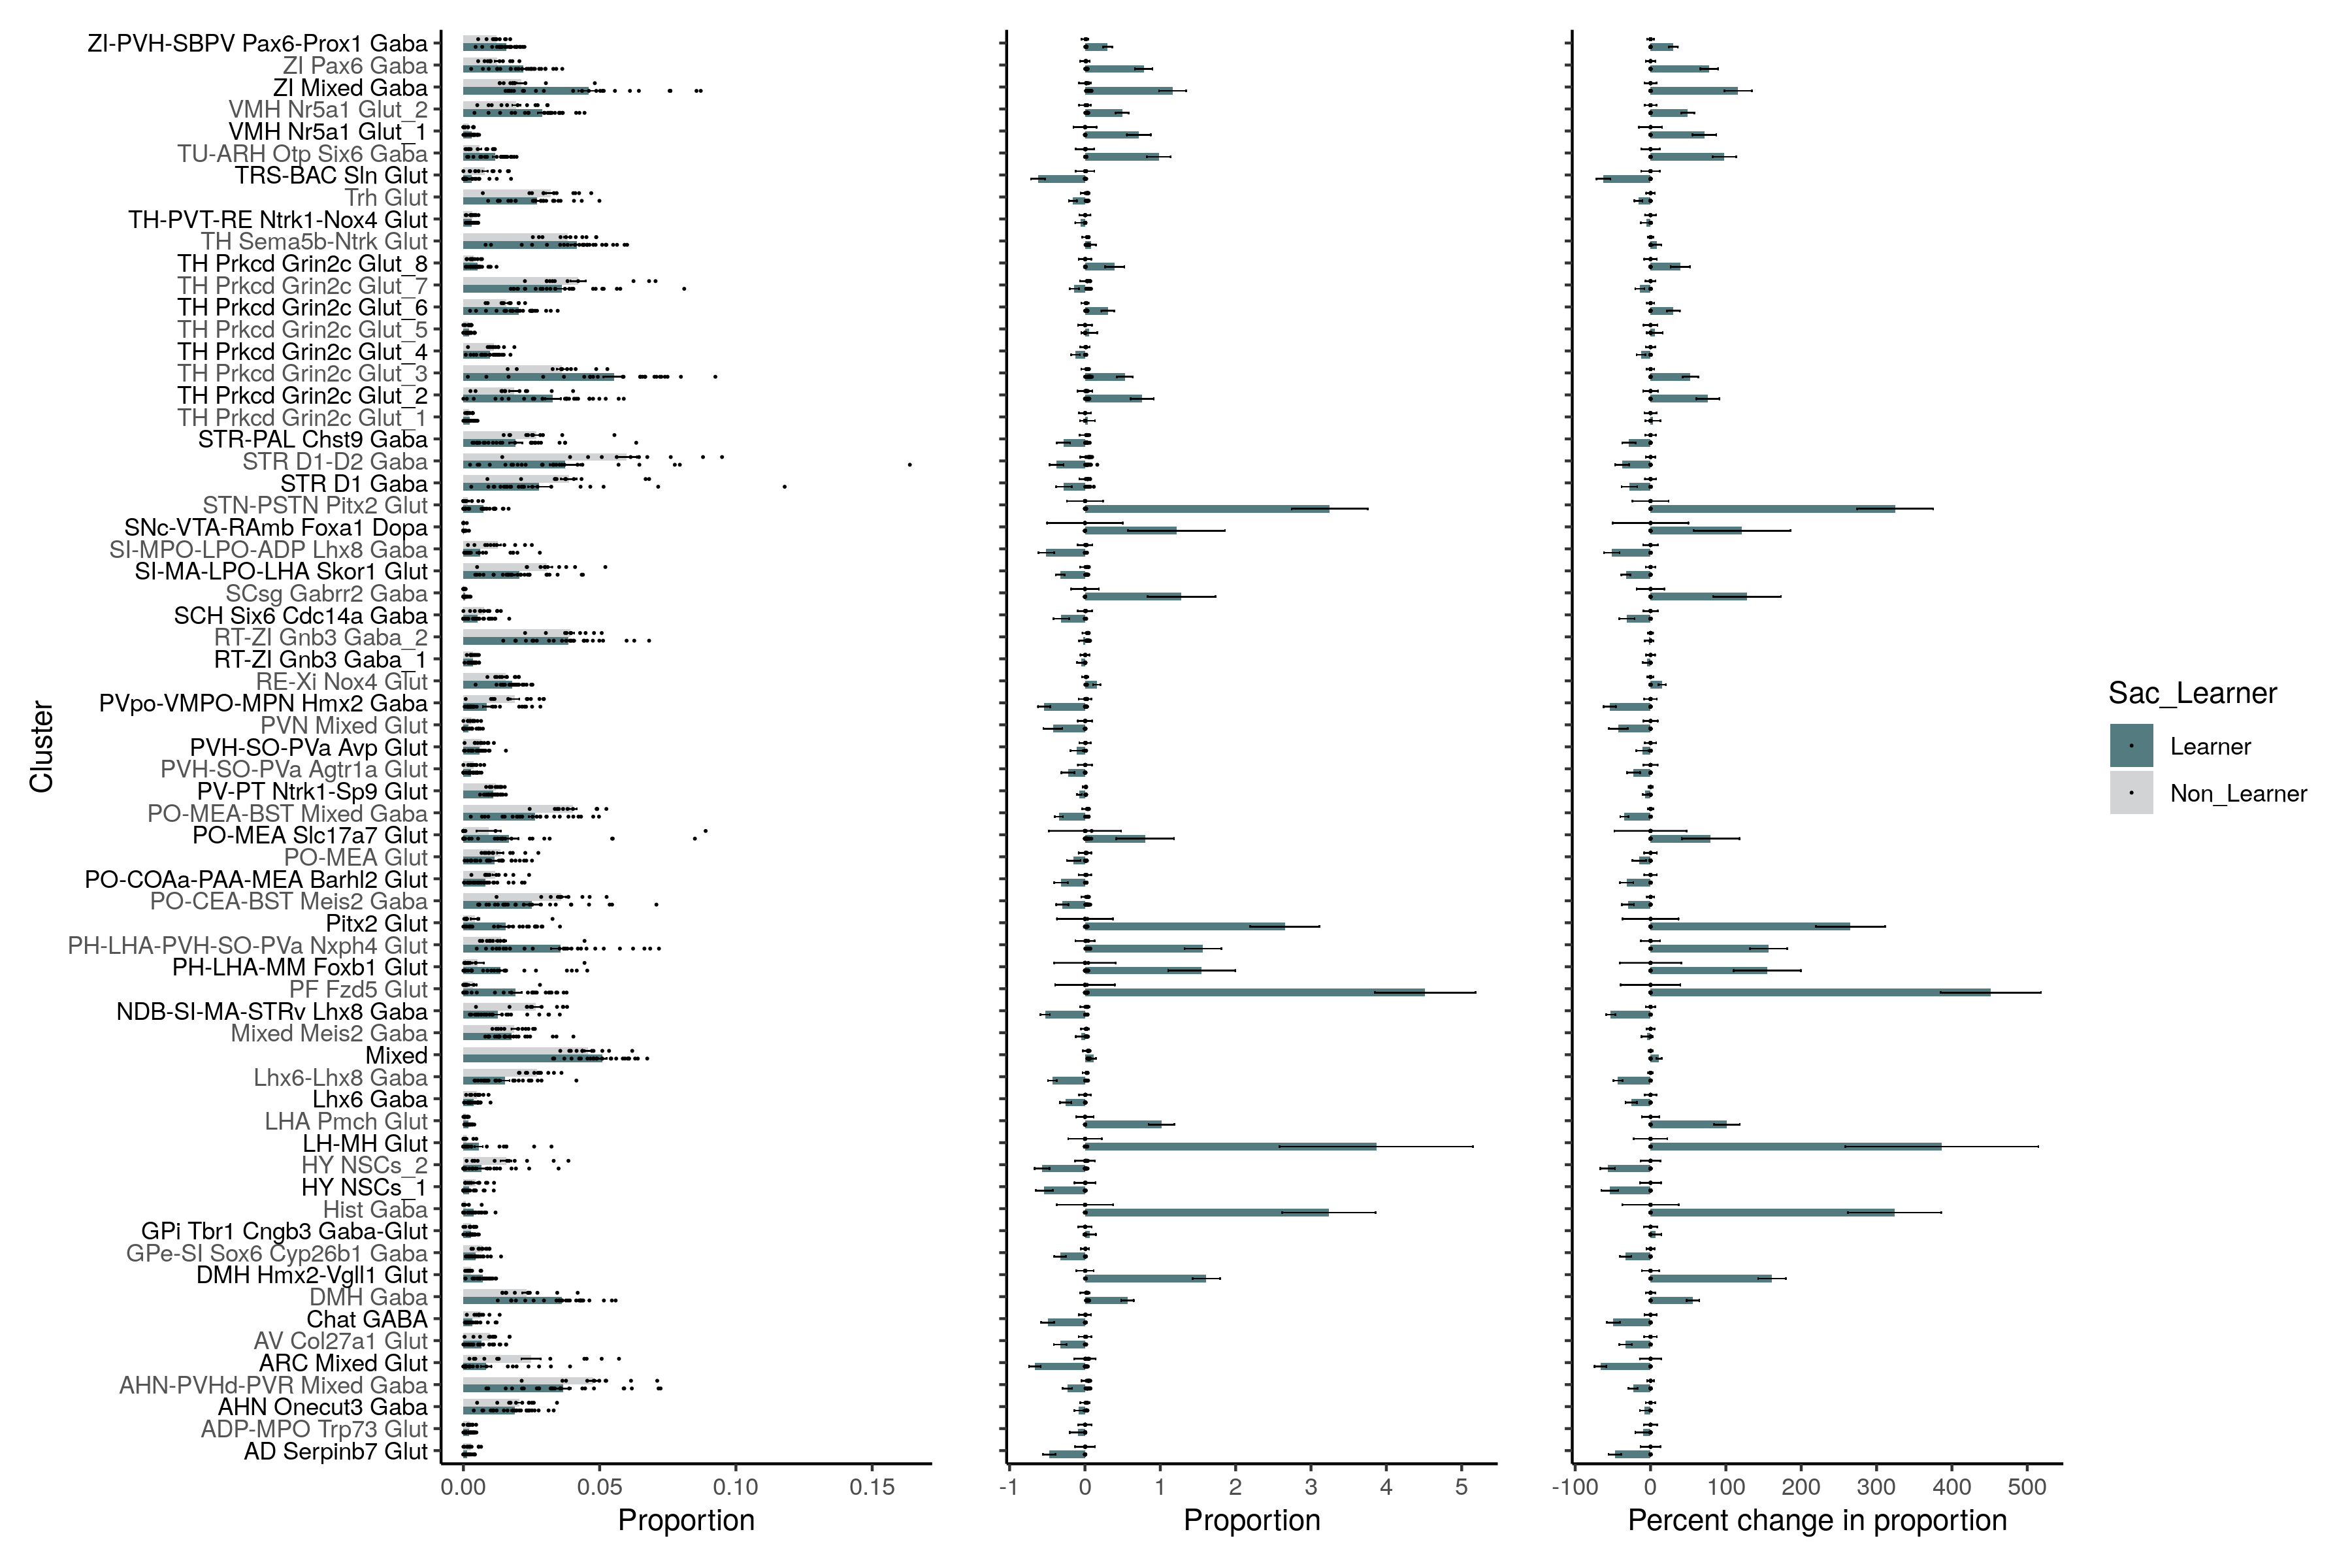 ZI-PVH-SBPV Pax6-Prox1 Gaba
ZI Pax6 Gaba
ZI Mixed Gaba
VMH Nr5a1 Glut_2
VMH Nr5a1 Glut_1
TU-ARH Otp Six6 Gaba
TRS-BAC Sln Glut
Trh Glut
TH-PVT-RE Ntrk1-Nox4 Glut
TH Sema5b-Ntrk Glut
TH Prkcd Grin2c Glut_8
TH Prkcd Grin2c Glut_7
TH Prkcd Grin2c Glut_6
TH Prkcd Grin2c Glut_5
TH Prkcd Grin2c Glut_4
TH Prkcd Grin2c Glut_3
TH Prkcd Grin2c Glut_2
TH Prkcd Grin2c Glut_1
STR-PAL Chst9 Gaba
STR D1-D2 Gaba
STR D1 Gaba
STN-PSTN Pitx2 Glut
SNc-VTA-RAmb Foxa1 Dopa
SI-MPO-LPO-ADP Lhx8 Gaba
SI-MA-LPO-LHA Skor1 Glut
SCsg Gabrr2 Gaba
SCH Six6 Cdc14a Gaba
RT-ZI Gnb3 Gaba_2
RT-ZI Gnb3 Gaba_1
RE-Xi Nox4 Glut
PVpo-VMPO-MPN Hmx2 Gaba
PVN Mixed Glut
PVH-SO-PVa Avp Glut
PVH-SO-PVa Agtr1a Glut
PV-PT Ntrk1-Sp9 Glut
PO-MEA-BST Mixed Gaba
PO-MEA Slc17a7 Glut
PO-MEA Glut
PO-COAa-PAA-MEA Barhl2 Glut
PO-CEA-BST Meis2 Gaba
Pitx2 Glut
PH-LHA-PVH-SO-PVa Nxph4 Glut
PH-LHA-MM Foxb1 Glut
PF Fzd5 Glut
NDB-SI-MA-STRv Lhx8 Gaba
Mixed Meis2 Gaba
Mixed
Lhx6-Lhx8 Gaba
Lhx6 Gaba
LHA Pmch Glut
LH-MH Glut
HY NSCs_2
HY NSCs_1
Hist Gaba
GPi Tbr1 Cngb3 Gaba-Glut
GPe-SI Sox6 Cyp26b1 Gaba
DMH Hmx2-Vgll1 Glut
DMH Gaba
Chat GABA
AV Col27a1 Glut
ARC Mixed Glut
AHN-PVHd-PVR Mixed Gaba
AHN Onecut3 Gaba
ADP-MPO Trp73 Glut
AD Serpinb7 Glut
Cluster
0.00 0.05 0.10 0.15
Proportion
-1 0 1 2 3 4 5
Proportion
-100 0 100 200 300 400 500
Percent change in proportion
Sac_Learner
Learner
Non_Learner